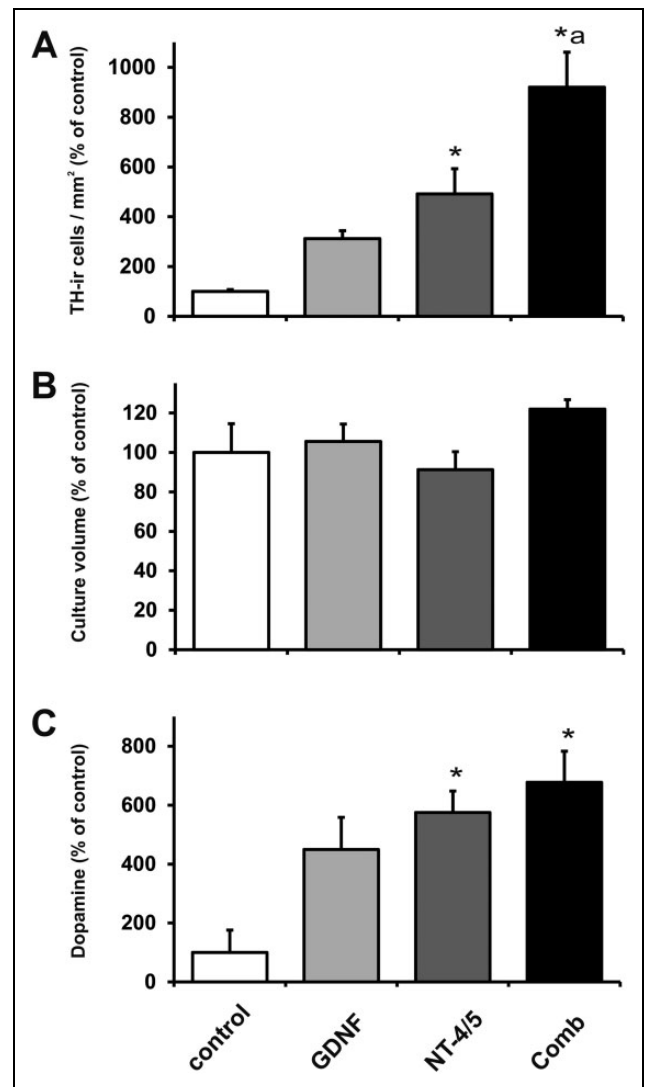 A
TH-ir cells / mm² (% of control)
1000
800
600
400
200
0
*
*a
B
Culture volume (% of control)
120
100
80
60
40
20
0
C
Dopamine (% of control)
800
600
400
200
0
*
*
control
GDNF
NT-4/5
Comb